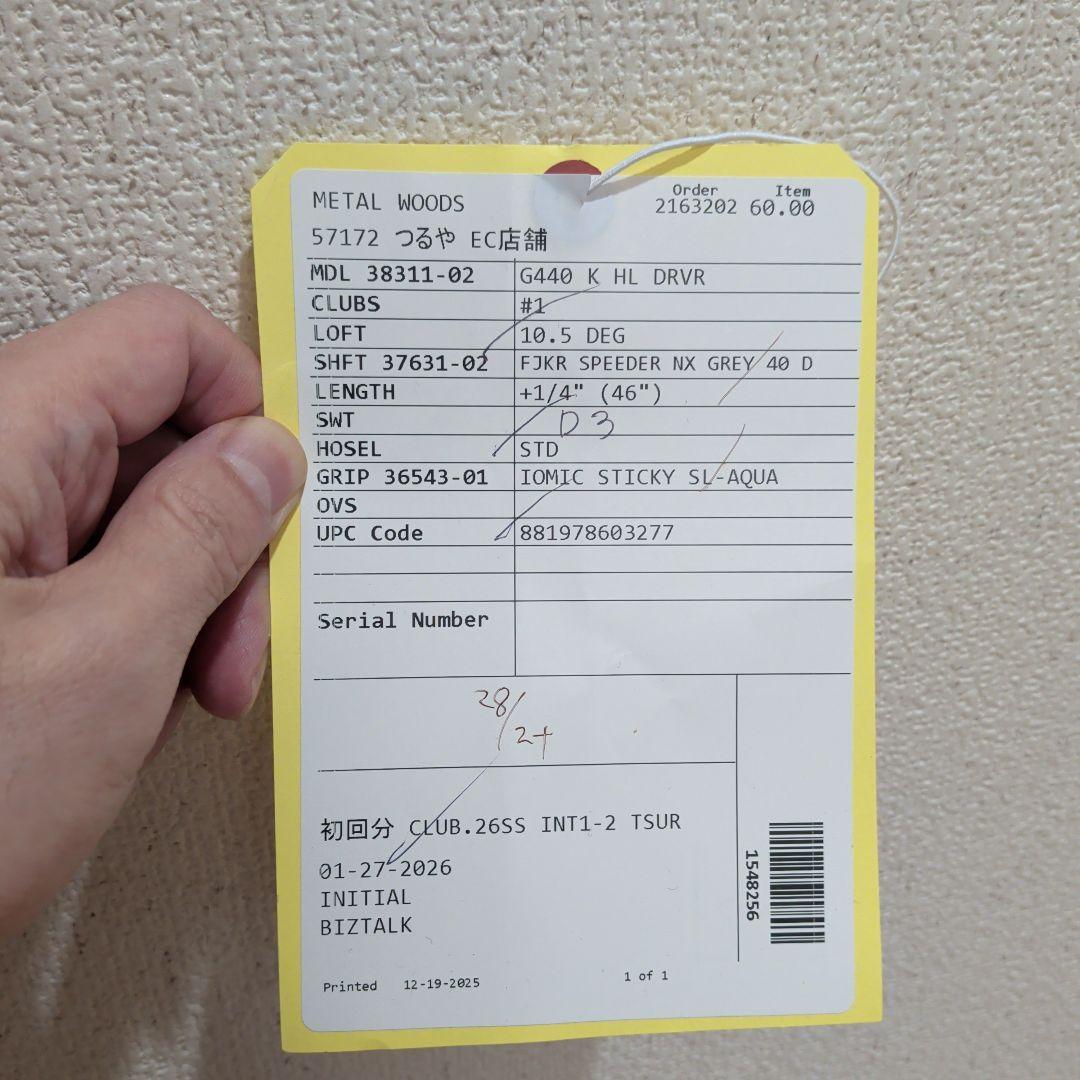 METAL WOODS
Order Item
2163202 60.00
57172 つるや EC店舗
MDL 38311-02 G440 K HL DRVR
CLUBS #1
LOFT 10.5 DEG
SHFT 37631-02 FJKR SPEEDER NX GREY 40 D
LENGTH +1/4" (46")
SWT D3
HOSEL STD
GRIP 36543-01 IOMIC STICKY SL-AQUA
OVS
UPC Code 881978603277
Serial Number
28/24
初回分 CLUB.26SS INT1-2 TSUR
01-27-2026
INITIAL
BIZTALK
1548256
Printed 12-19-2025 1 of 1